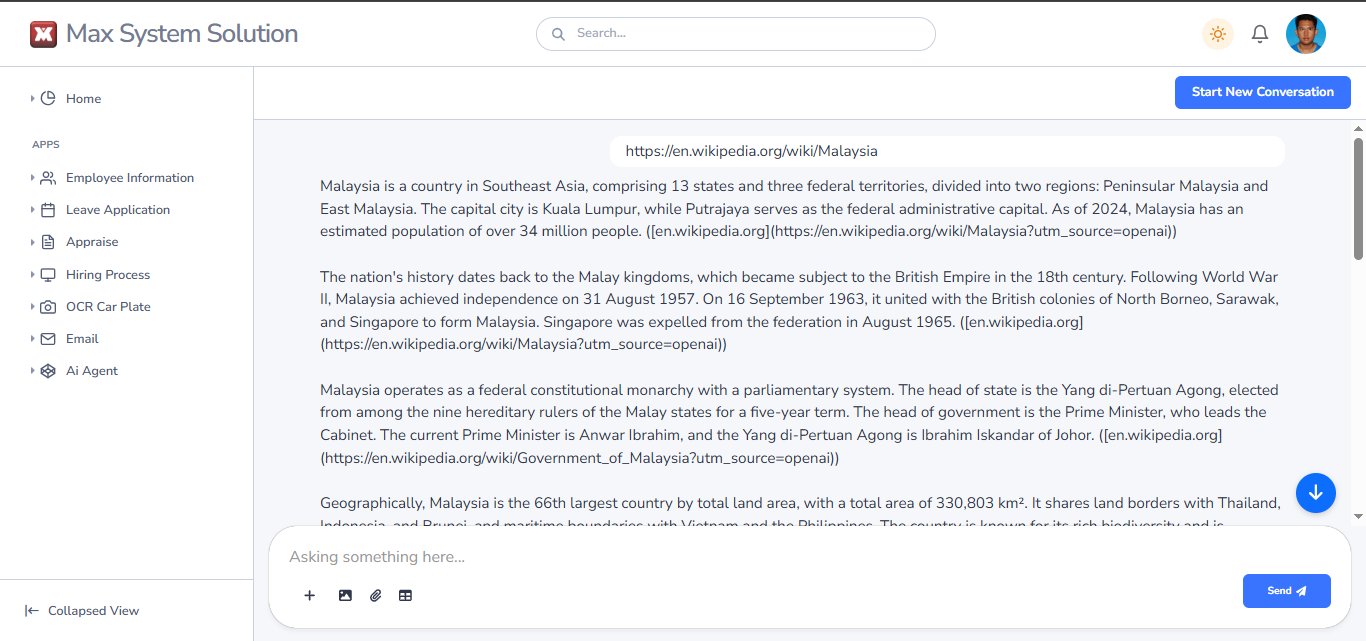 Max System Solution
Search...
Home
Start New Conversation
APPS
Employee Information
Leave Application
Appraise
Hiring Process
OCR Car Plate
Email
Ai Agent
Collapsed View
https://en.wikipedia.org/wiki/Malaysia
Malaysia is a country in Southeast Asia, comprising 13 states and three federal territories, divided into two regions: Peninsular Malaysia and
East Malaysia. The capital city is Kuala Lumpur, while Putrajaya serves as the federal administrative capital. As of 2024, Malaysia has an
estimated population of over 34 million people. ([en.wikipedia.org](https://en.wikipedia.org/wiki/Malaysia?utm_source=openai))
The nation's history dates back to the Malay kingdoms, which became subject to the British Empire in the 18th century. Following World War
II, Malaysia achieved independence on 31 August 1957. On 16 September 1963, it united with the British colonies of North Borneo, Sarawak,
and Singapore to form Malaysia. Singapore was expelled from the federation in August 1965. ([en.wikipedia.org]
(https://en.wikipedia.org/wiki/Malaysia?utm_source=openai))
Malaysia operates as a federal constitutional monarchy with a parliamentary system. The head of state is the Yang di-Pertuan Agong, elected
from among the nine hereditary rulers of the Malay states for a five-year term. The head of government is the Prime Minister, who leads the
Cabinet. The current Prime Minister is Anwar Ibrahim, and the Yang di-Pertuan Agong is Ibrahim Iskandar of Johor. ([en.wikipedia.org]
(https://en.wikipedia.org/wiki/Government_of_Malaysia?utm_source=openai))
Geographically, Malaysia is the 66th largest country by total land area, with a total area of 330,803 km². It shares land borders with Thailand,
Indonesia, and Brunei, and maritime boundaries with Vietnam and the Philippines. The country is known for its rich biodiversity and is
Asking something here...
Send